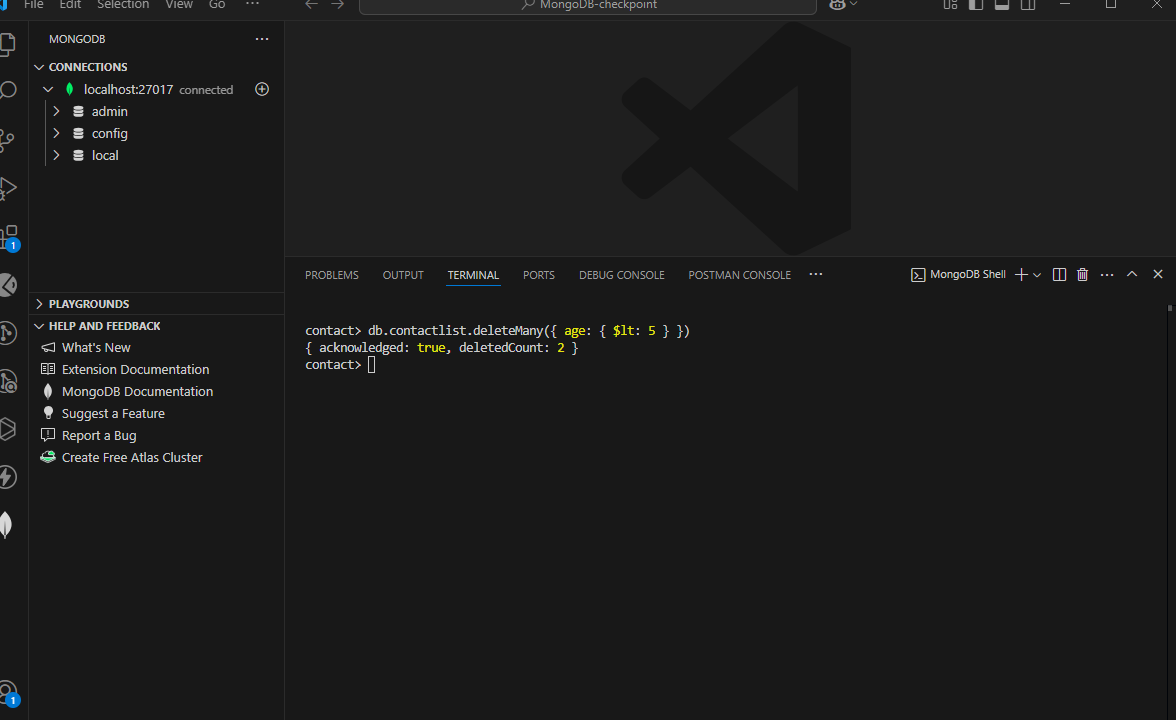 File Edit Selection View Go ··· MongoDB-checkpoint
MONGODB ···
CONNECTIONS
localhost:27017 connected
admin
config
local
1
PLAYGROUNDS
HELP AND FEEDBACK
What's New
Extension Documentation
MongoDB Documentation
Suggest a Feature
Report a Bug
Create Free Atlas Cluster
1
PROBLEMS OUTPUT TERMINAL PORTS DEBUG CONSOLE POSTMAN CONSOLE ··· MongoDB Shell ···
contact> db.contactlist.deleteMany({ age: { $lt: 5 } })
{ acknowledged: true, deletedCount: 2 }
contact>